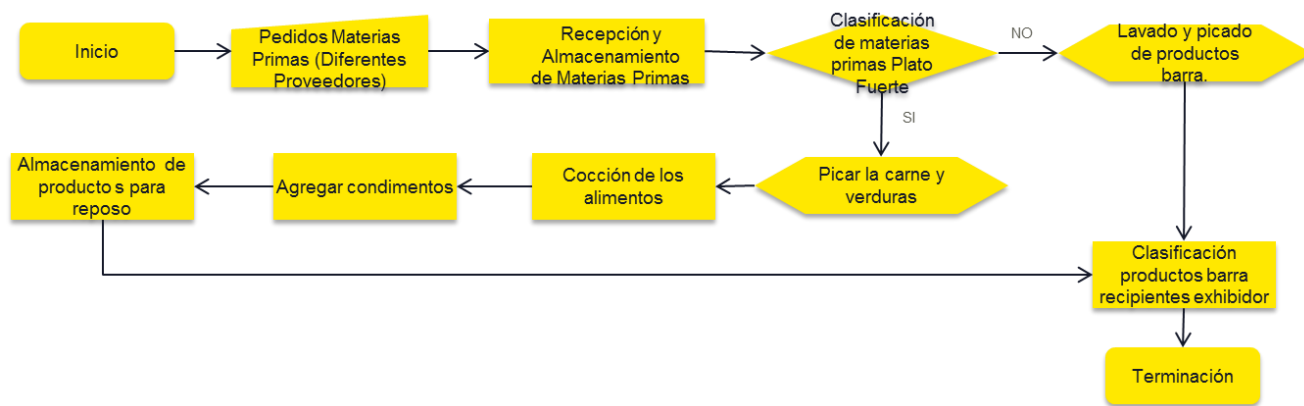 Inicio
Pedidos Materias
Primas (Diferentes
Proveedores)
Recepción y
Almacenamiento
de Materias Primas
Clasificación
de materias
primas Plato
Fuerte
NO
Lavado y picado
de productos
barra.
SI
Almacenamiento de
producto s para
reposo
Agregar condimentos
Cocción de los
alimentos
Picar la carne y
verduras
Clasificación
productos barra
recipientes exhibidor
Terminación